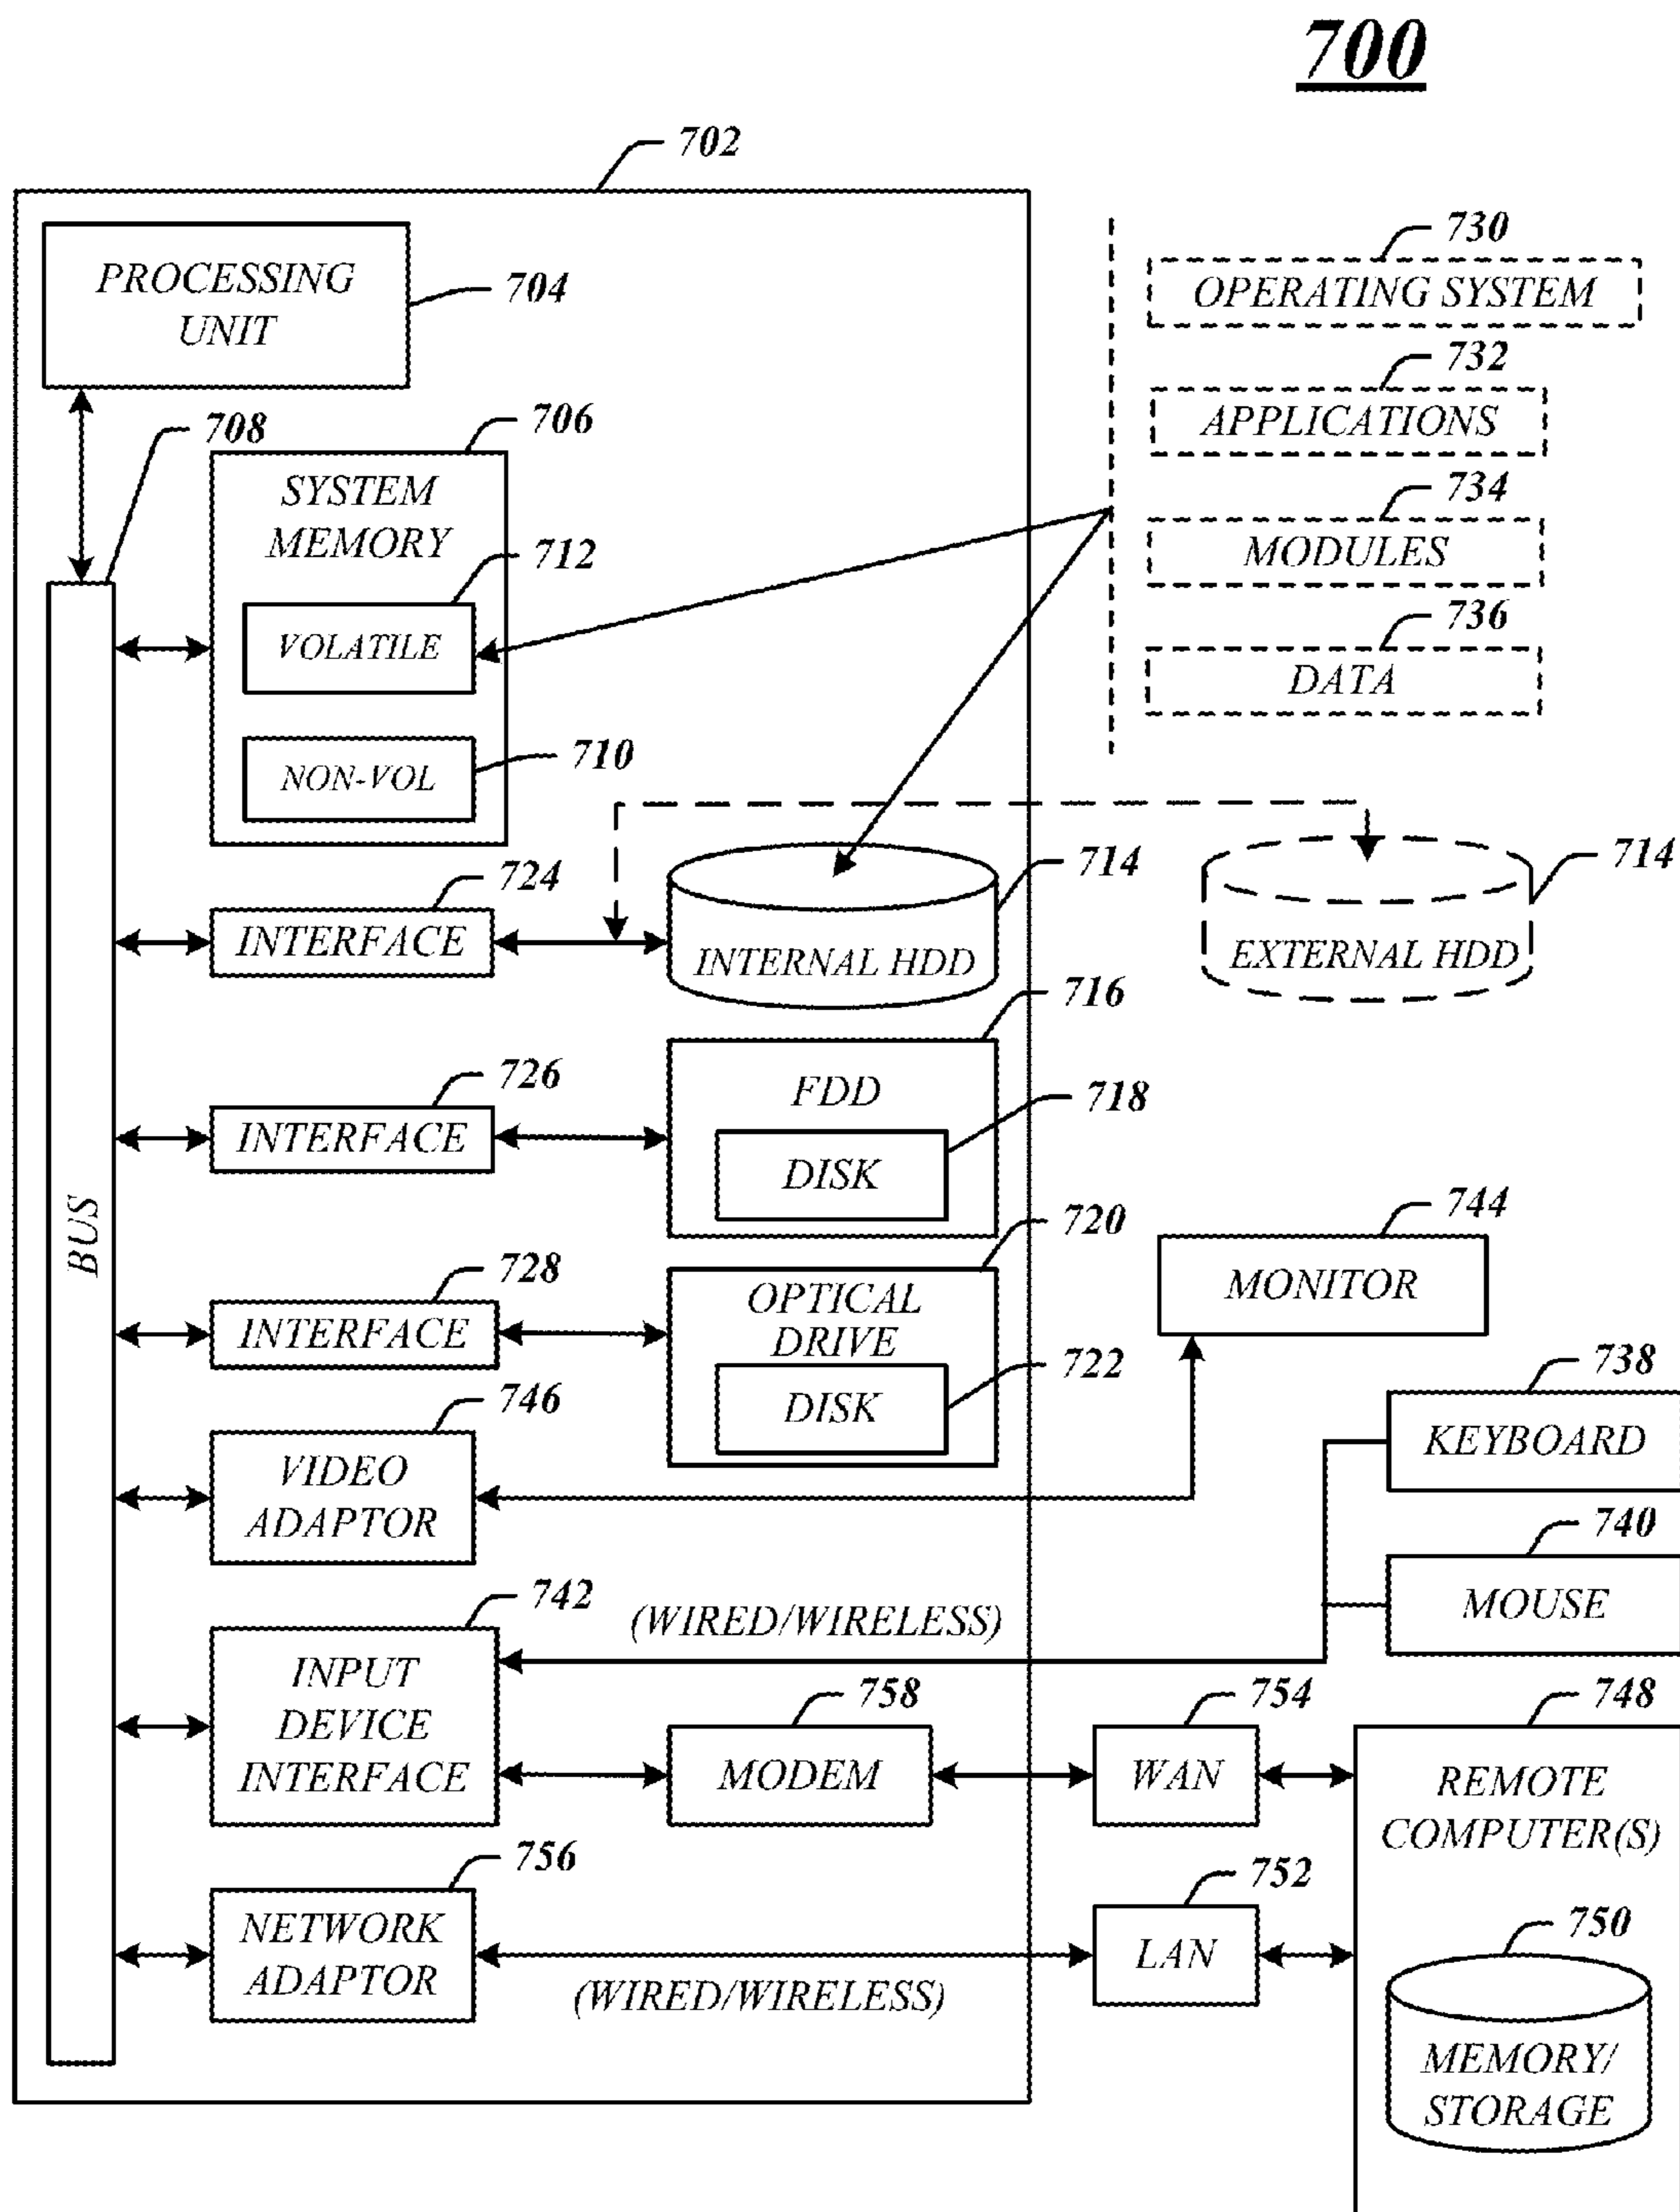 700
702
PROCESSING
UNIT
704
730
OPERATING SYSTEM
732
APPLICATIONS
734
MODULES
736
DATA
708
706
SYSTEM
MEMORY
712
VOLATILE
710
NON-VOL
724
INTERFACE
714
INTERNAL HDD
714
EXTERNAL HDD
716
FDD
726
INTERFACE
718
DISK
BUS
720
OPTICAL
DRIVE
728
INTERFACE
722
DISK
744
MONITOR
738
KEYBOARD
746
VIDEO
ADAPTOR
740
MOUSE
742
INPUT
DEVICE
INTERFACE
(WIRED/WIRELESS)
758
MODEM
754
WAN
748
REMOTE
COMPUTER(S)
756
NETWORK
ADAPTOR
(WIRED/WIRELESS)
752
LAN
750
MEMORY/
STORAGE